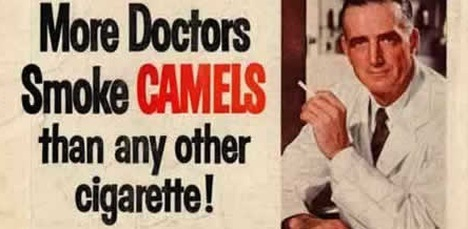 More Doctors
Smoke CAMELS
than any other
cigarette!